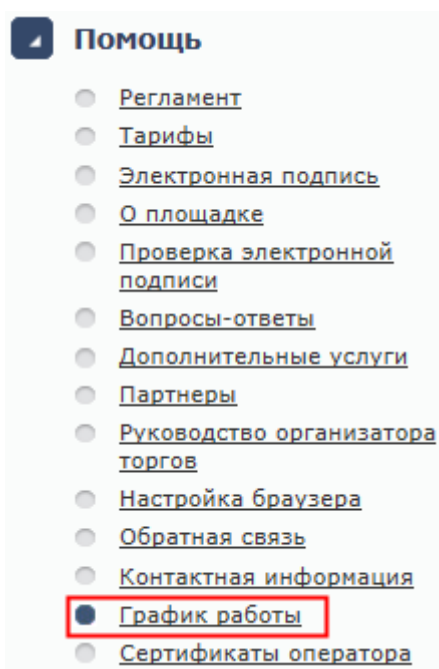 Помощь
Регламент
Тарифы
Электронная подпись
О площадке
Проверка электронной
подписи
Вопросы-ответы
Дополнительные услуги
Партнеры
Руководство организатора
торгов
Настройка браузера
Обратная связь
Контактная информация
График работы
Сертификаты оператора